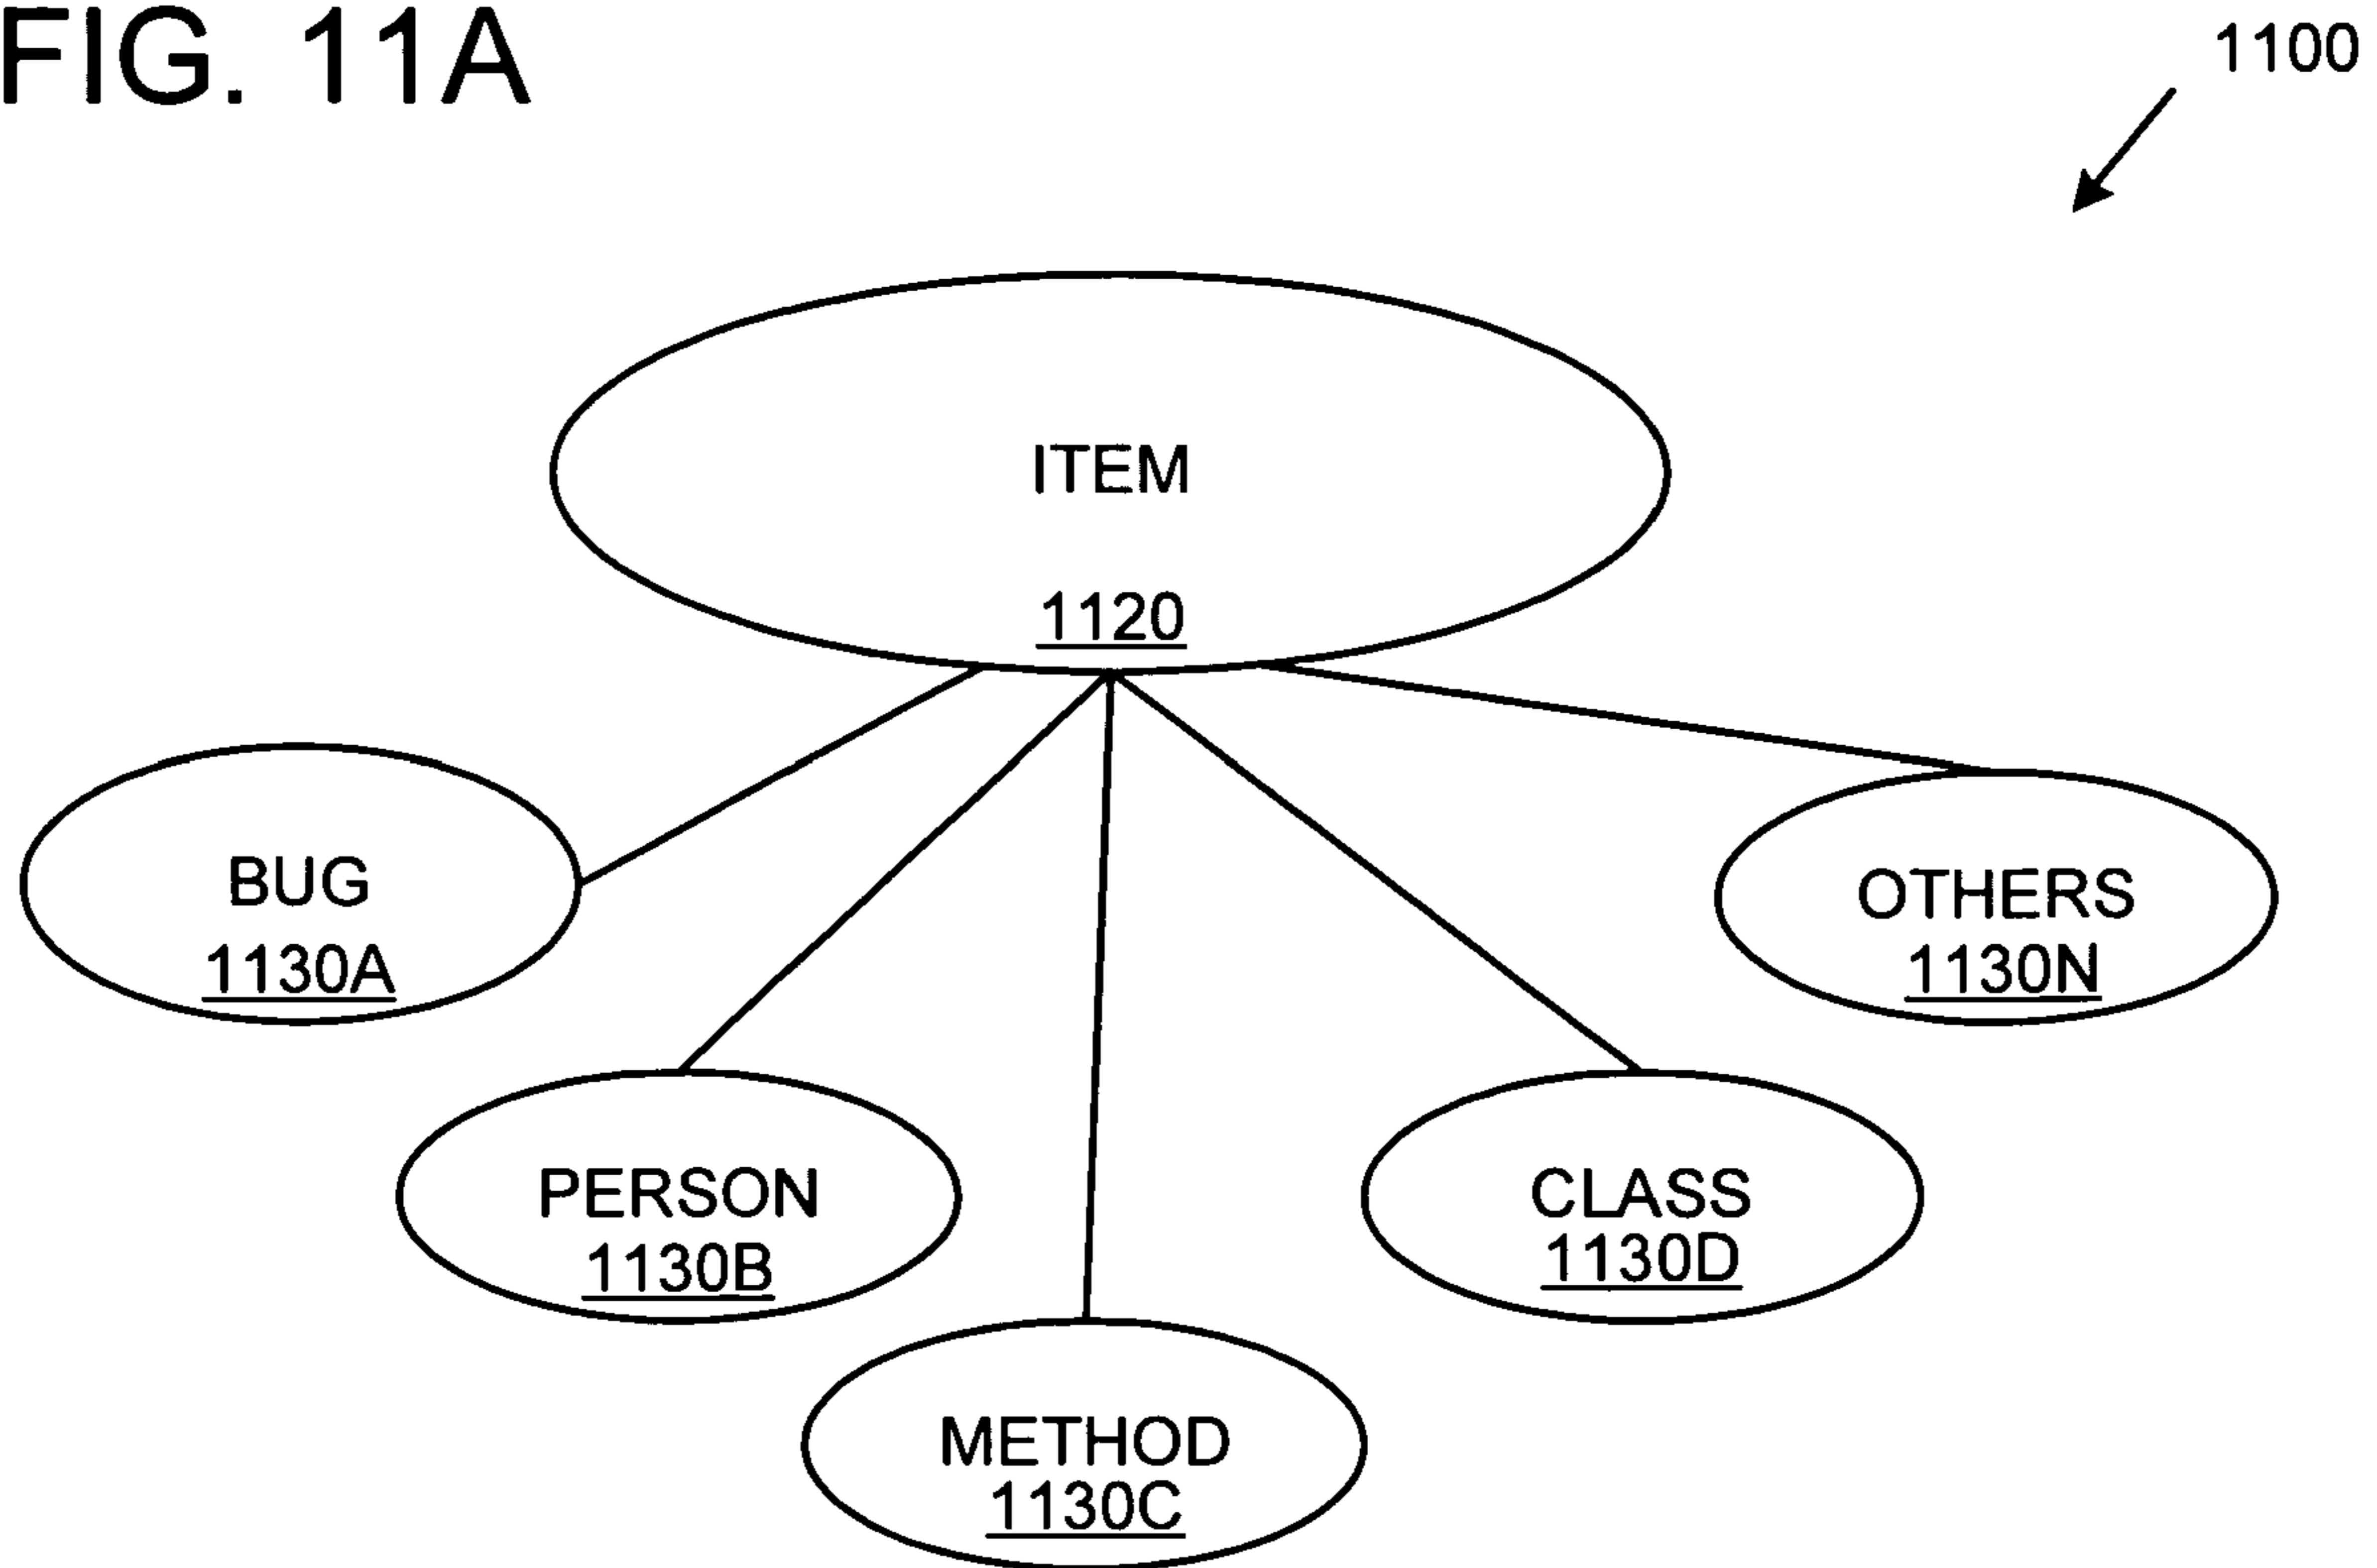 FIG. 11A
1100
ITEM
1120
BUG
1130A
OTHERS
1130N
PERSON
1130B
CLASS
1130D
METHOD
1130C